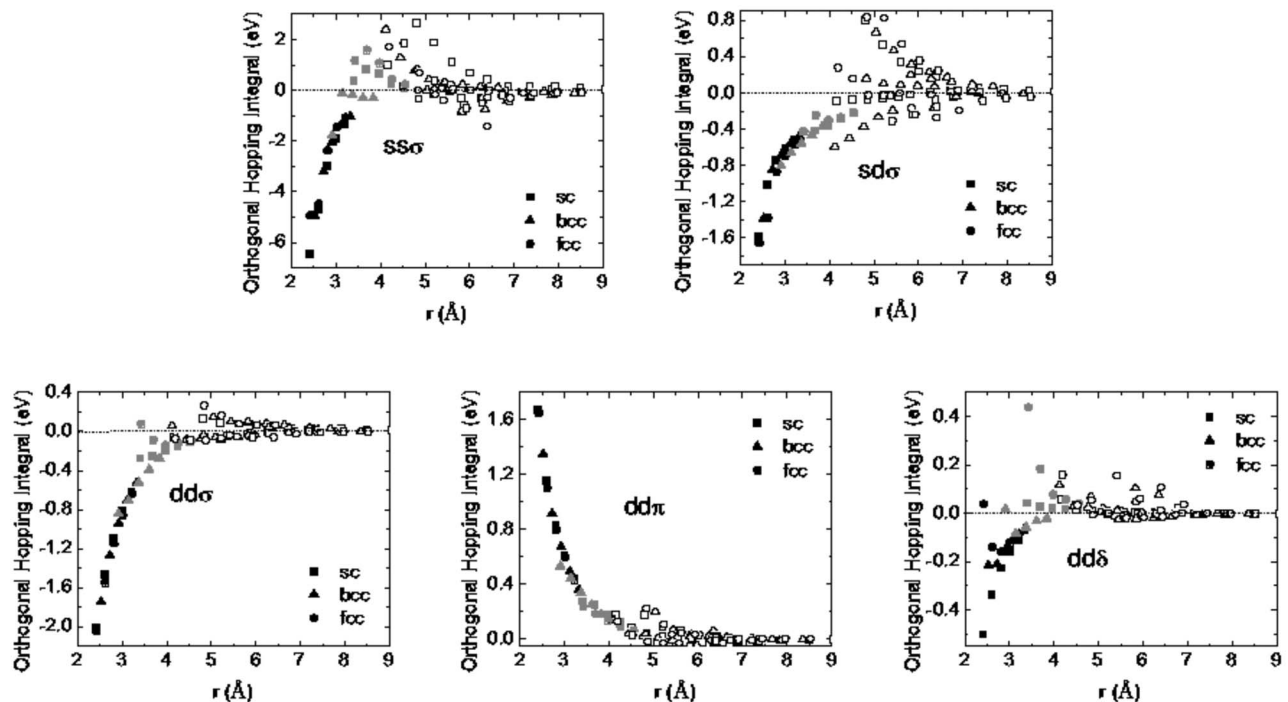 Orthogonal Hopping Integral (eV)
2
0
-2
-4
-6
ssσ
sc
bcc
fcc
2 3 4 5 6 7 8 9
r (Å)
Orthogonal Hopping Integral (eV)
0.8
0.4
0.0
-0.4
-0.8
-1.2
-1.6
sdσ
sc
bcc
fcc
2 3 4 5 6 7 8 9
r (Å)
Orthogonal Hopping Integral (eV)
0.4
0.0
-0.4
-0.8
-1.2
-1.6
-2.0
ddσ
sc
bcc
fcc
2 3 4 5 6 7 8 9
r (Å)
Orthogonal Hopping Integral (eV)
1.6
1.2
0.8
0.4
0.0
ddπ
sc
bcc
fcc
2 3 4 5 6 7 8 9
r (Å)
Orthogonal Hopping Integral (eV)
0.4
0.2
0.0
-0.2
-0.4
ddδ
sc
bcc
fcc
2 3 4 5 6 7 8 9
r (Å)